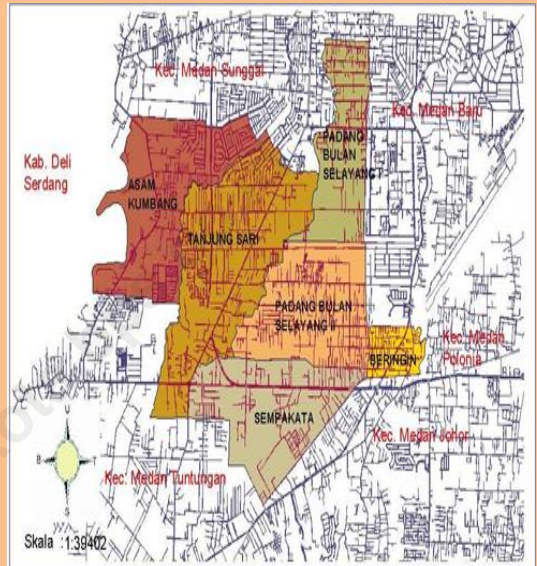 Kec. Medan Sunggal
Kec. Medan Baru
PADANG
BULAN
SELAYANG I
Kab. Deli
Serdang
ASAM
KUMBANG
TANJUNG SARI
PADANG BULAN
SELAYANG II
Kec. Medan
Polonia
BERINGIN
SEMPAKATA
Kec. Medan Johor
Kec. Medan Tuntungan
U
B
T
S
Skala :1:39402